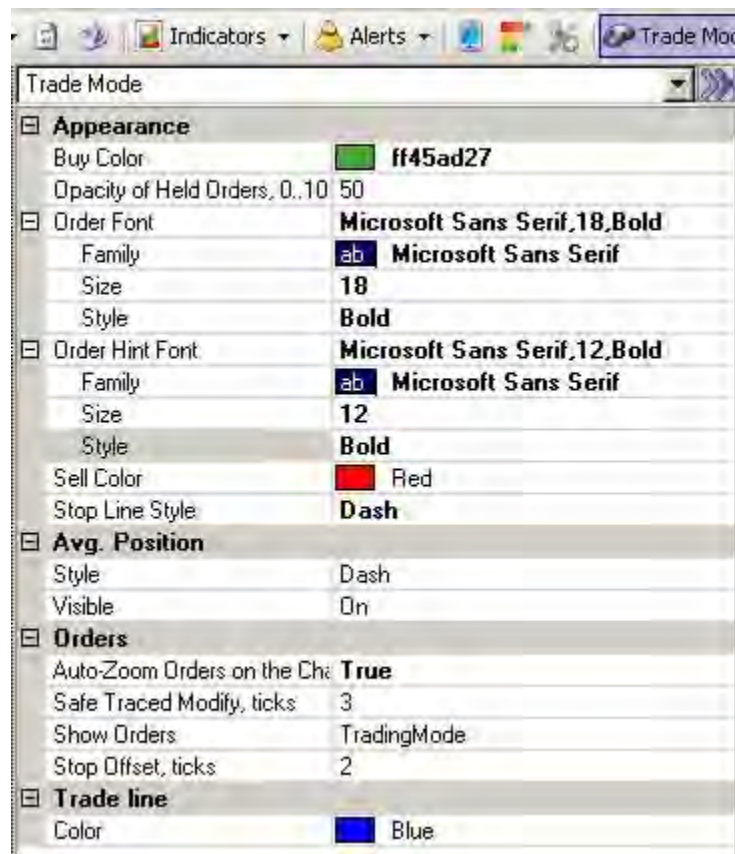 Indicators Alerts Trade Mod
Trade Mode
Appearance
Buy Color ff45ad27
Opacity of Held Orders, 0..10 50
Order Font Microsoft Sans Serif,18,Bold
Family ab Microsoft Sans Serif
Size 18
Style Bold
Order Hint Font Microsoft Sans Serif,12,Bold
Family ab Microsoft Sans Serif
Size 12
Style Bold
Sell Color Red
Stop Line Style Dash
Avg. Position
Style Dash
Visible On
Orders
Auto-Zoom Orders on the Cha True
Safe Traced Modify, ticks 3
Show Orders TradingMode
Stop Offset, ticks 2
Trade line
Color Blue